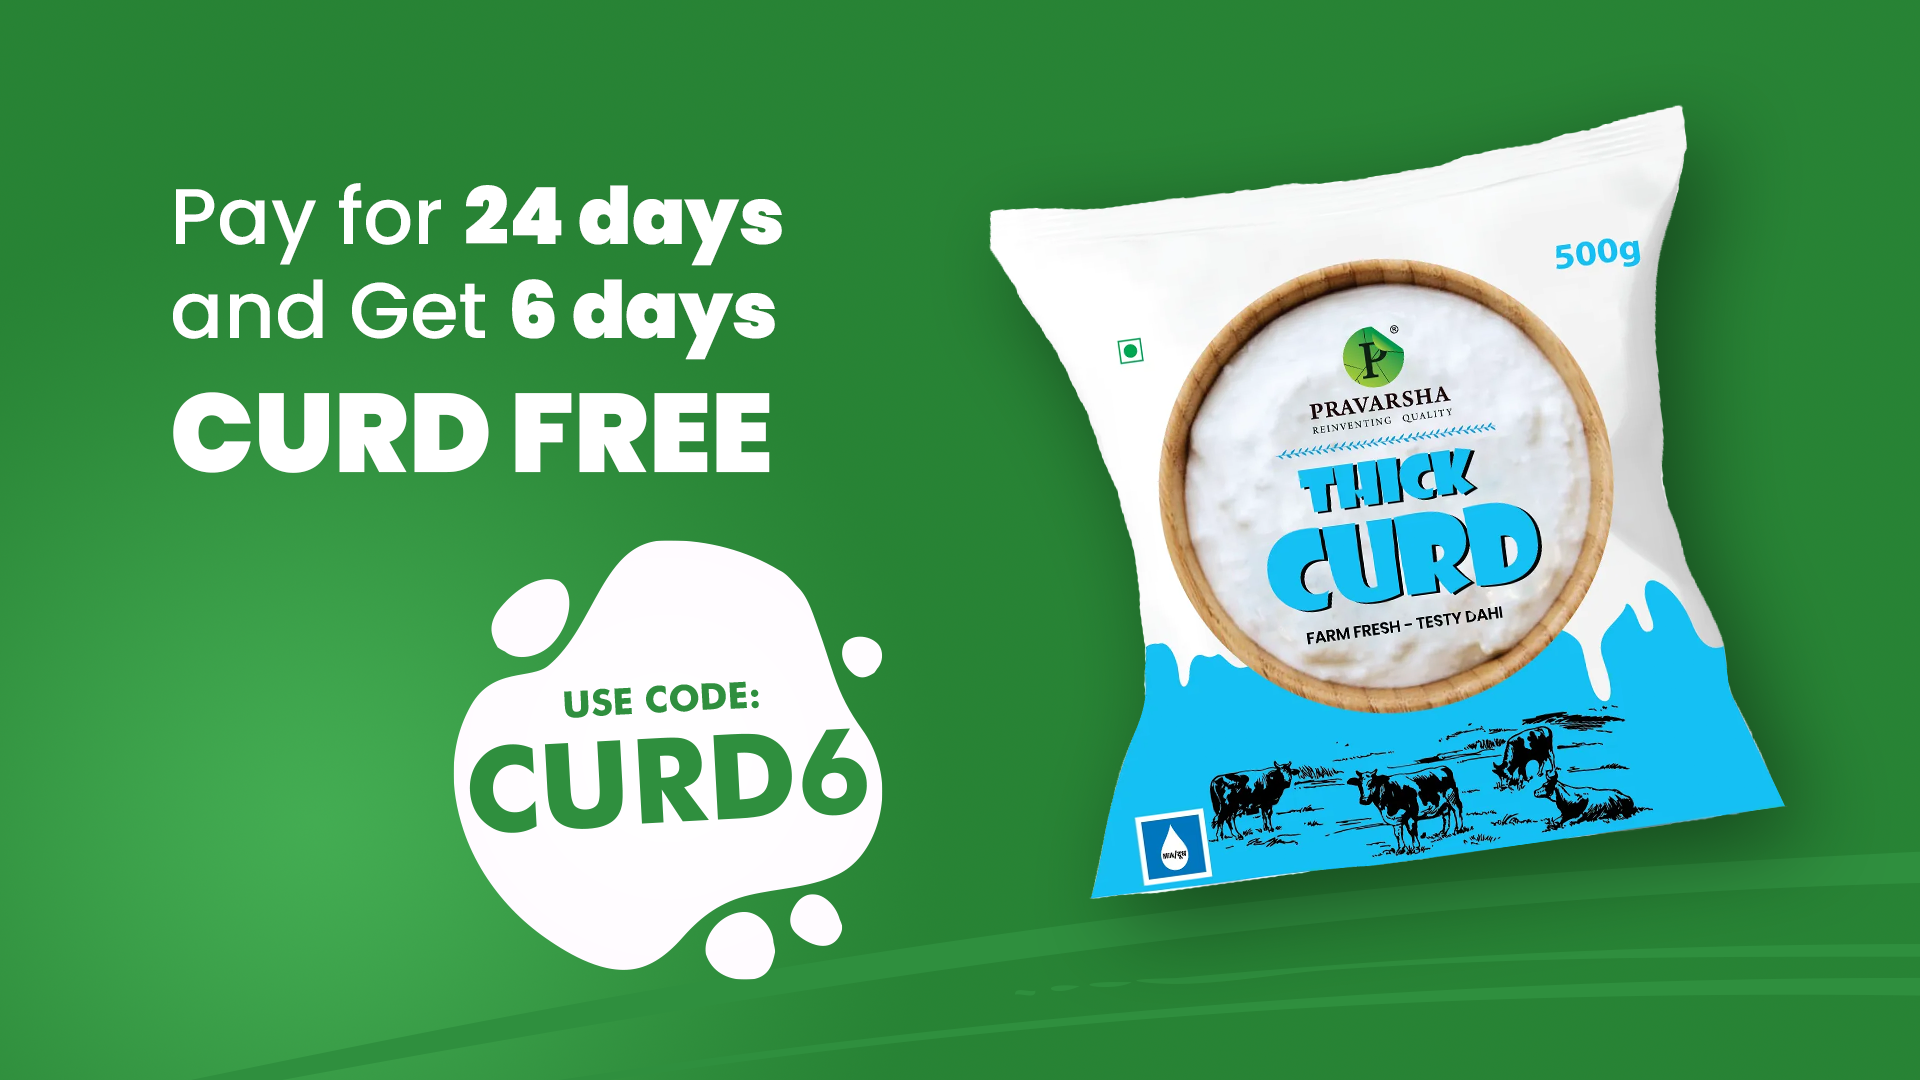 Pay for 24 days
and Get 6 days
CURD FREE
USE CODE:
CURD6
500g
P
®
PRAVARSHA
REINVENTING QUALITY
THICK
CURD
FARM FRESH – TESTY DAHI